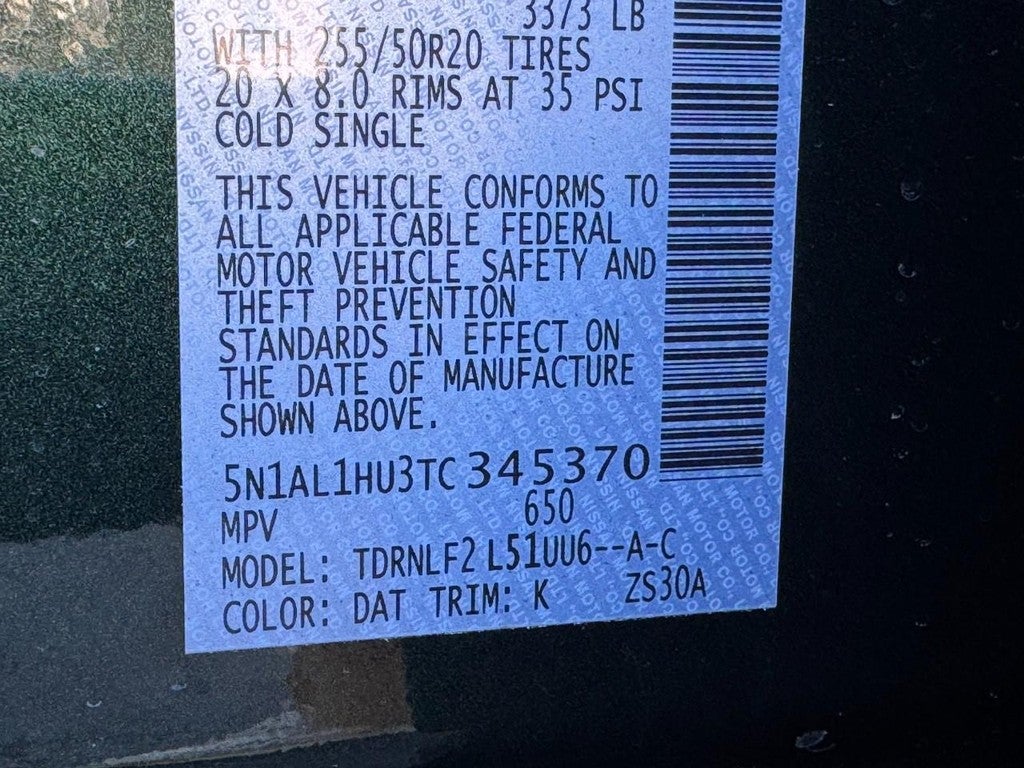 3373 LB
WITH 255/50R20 TIRES
20 X 8.0 RIMS AT 35 PSI
COLD SINGLE
THIS VEHICLE CONFORMS TO
ALL APPLICABLE FEDERAL
MOTOR VEHICLE SAFETY AND
THEFT PREVENTION
STANDARDS IN EFFECT ON
THE DATE OF MANUFACTURE
SHOWN ABOVE.
5N1AL1HU3TC345370
MPV 650
MODEL: TDRNLF2 L51UU6--A-C
COLOR: DAT TRIM: K ZS30A